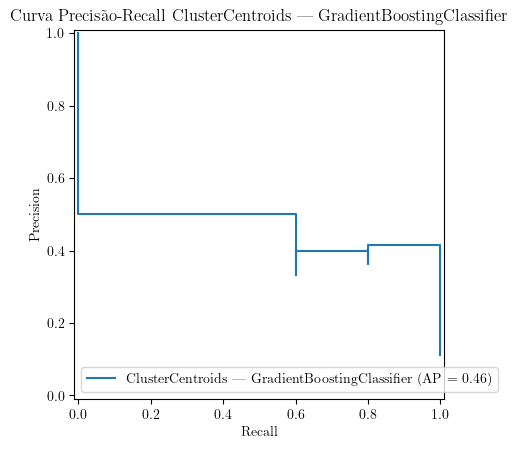 Curva Precisão-Recall ClusterCentroids — GradientBoostingClassifier
1.0
0.8
0.6
0.4
0.2
0.0
Precision
ClusterCentroids — GradientBoostingClassifier (AP = 0.46)
0.0 0.2 0.4 0.6 0.8 1.0
Recall